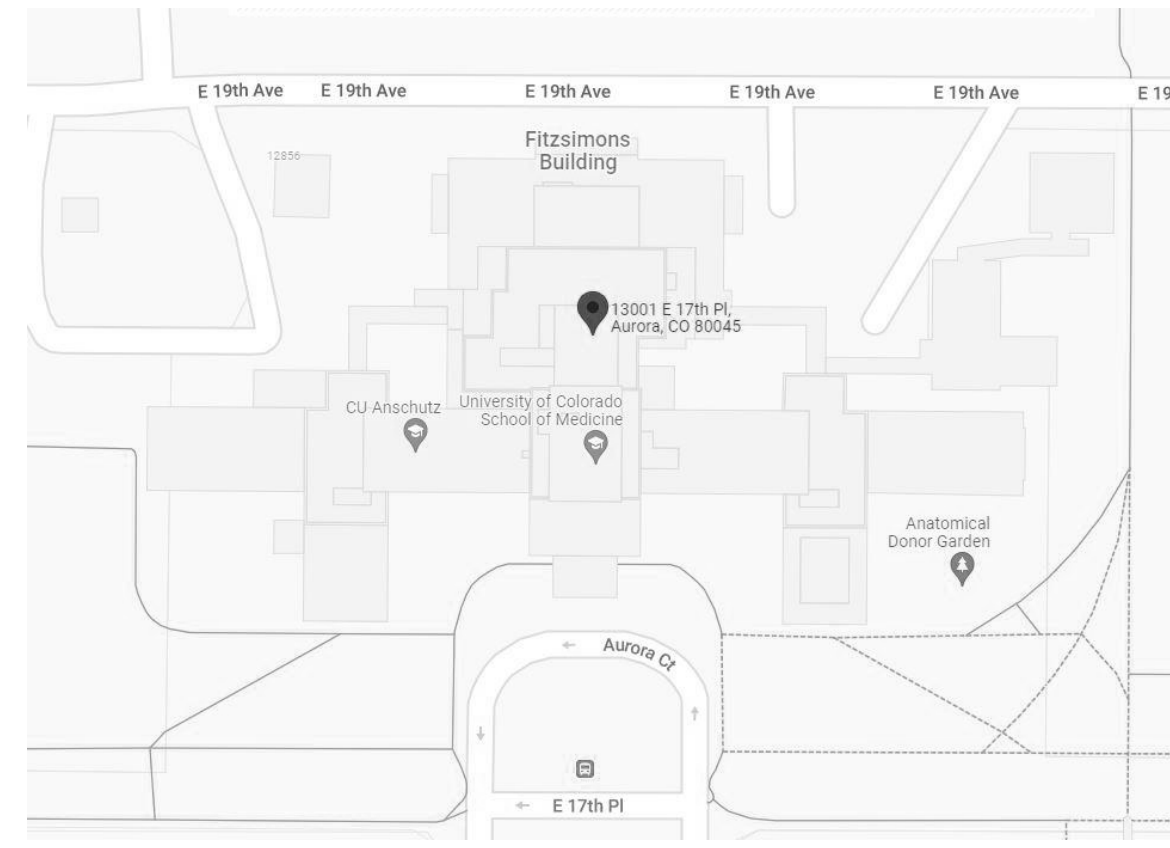 E 19th Ave E 19th Ave E 19th Ave E 19th Ave E 19th Ave E 19
Fitzsimons
Building
12856
13001 E 17th Pl,
Aurora, CO 80045
CU Anschutz
University of Colorado
School of Medicine
Anatomical
Donor Garden
Aurora Ct
E 17th Pl